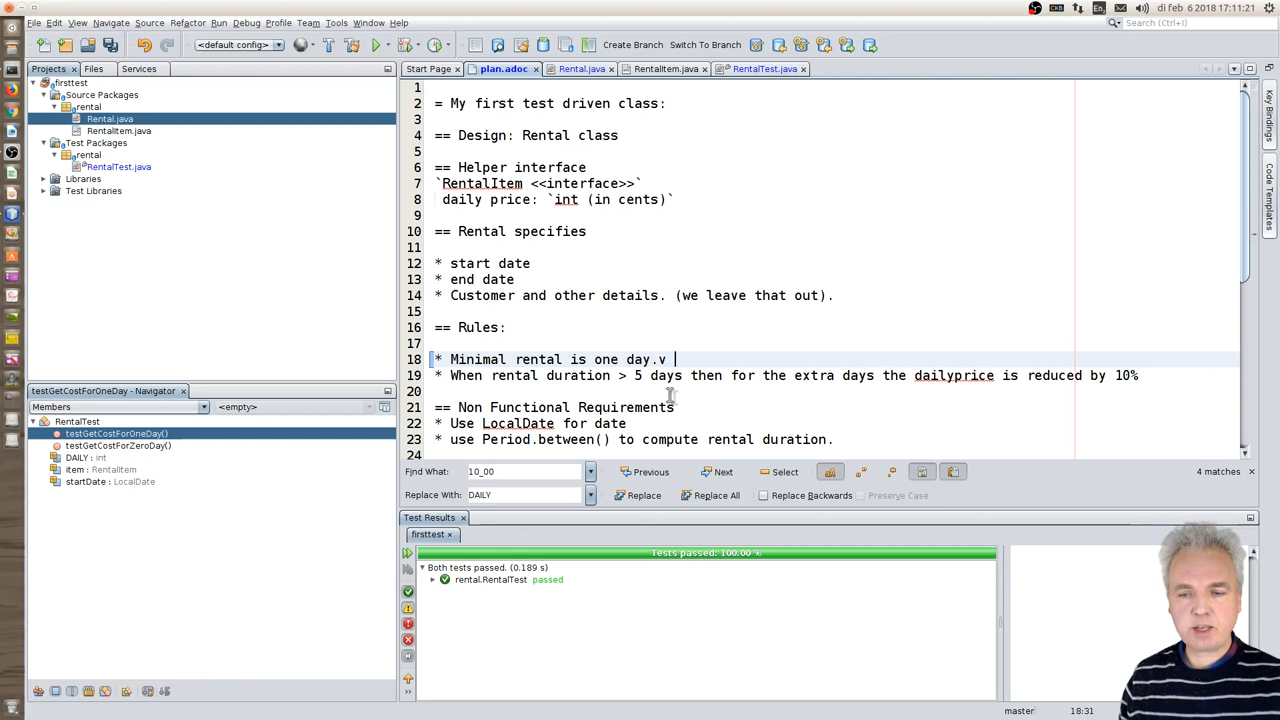 di feb 6 2018 17:11:21
CKB
En
File Edit View Navigate Source Refactor Run Debug Profile Team Tools Window Help
Search (Ctrl+I)
<default config>
Create Branch Switch To Branch
Projects Files Services
firsttest
Source Packages
rental
Rental.java
RentalItem.java
Test Packages
rental
RentalTest.java
Libraries
Test Libraries
testGetCostForOneDay() - Navigator
Members <empty>
RentalTest
testGetCostForOneDay()
testGetCostForZeroDay()
DAILY : int
item : RentalItem
startDate : LocalDate
Start Page plan.adoc Rental.java RentalItem.java RentalTest.java
1
2 = My first test driven class:
3
4 == Design: Rental class
5
6 == Helper interface
7 `RentalItem <<interface>>`
8 daily price: `int (in cents)`
9
10 == Rental specifies
11
12 * start date
13 * end date
14 * Customer and other details. (we leave that out).
15
16 == Rules:
17
18 * Minimal rental is one day.v
19 * When rental duration > 5 days then for the extra days the dailyprice is reduced by 10%
20
21 == Non Functional Requirements
22 * Use LocalDate for date
23 * use Period.between() to compute rental duration.
24
Find What: 10_00 Previous Next Select 4 matches
Replace With: DAILY Replace Replace All Replace Backwards Preserve Case
Test Results
firsttest
Tests passed: 100.00 %
Both tests passed. (0.189 s)
rental.RentalTest passed
master 18:31
Key Bindings
Code Templates